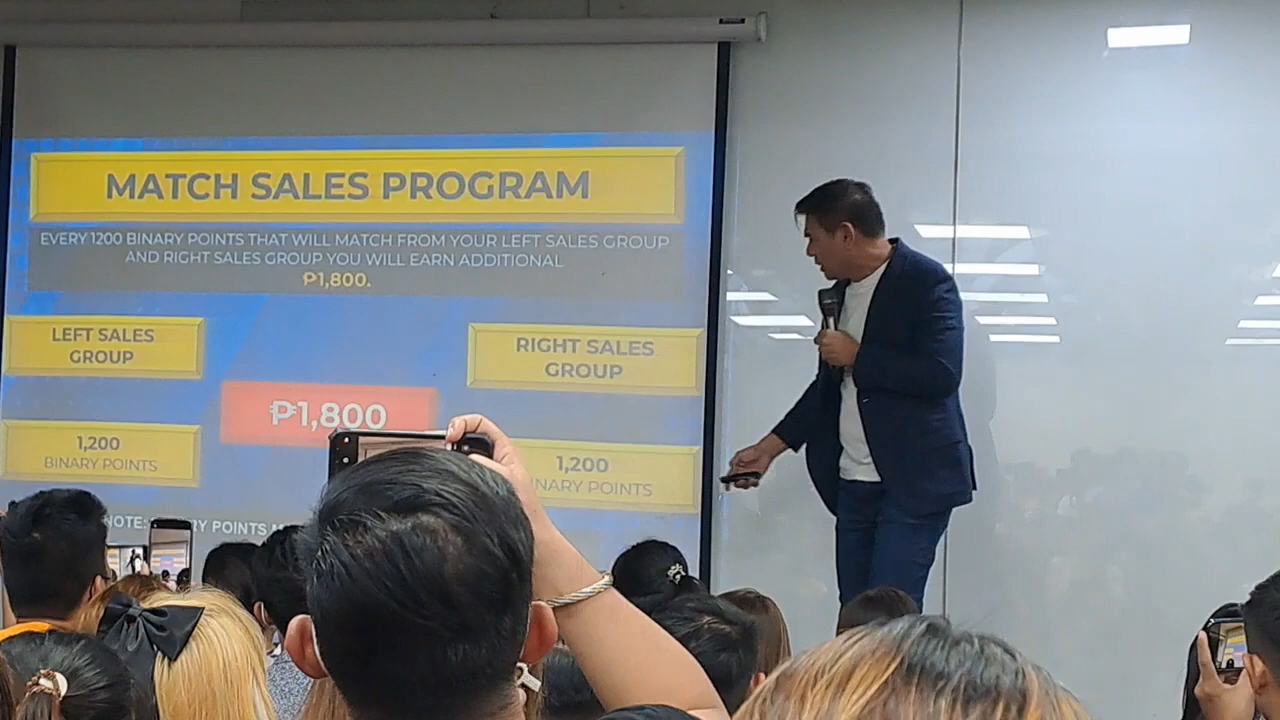 MATCH SALES PROGRAM
EVERY 1200 BINARY POINTS THAT WILL MATCH FROM YOUR LEFT SALES GROUP
AND RIGHT SALES GROUP YOU WILL EARN ADDITIONAL
₱1,800.
LEFT SALES
GROUP
RIGHT SALES
GROUP
₱1,800
1,200
BINARY POINTS
1,200
POINTS
NOTE: POINTS